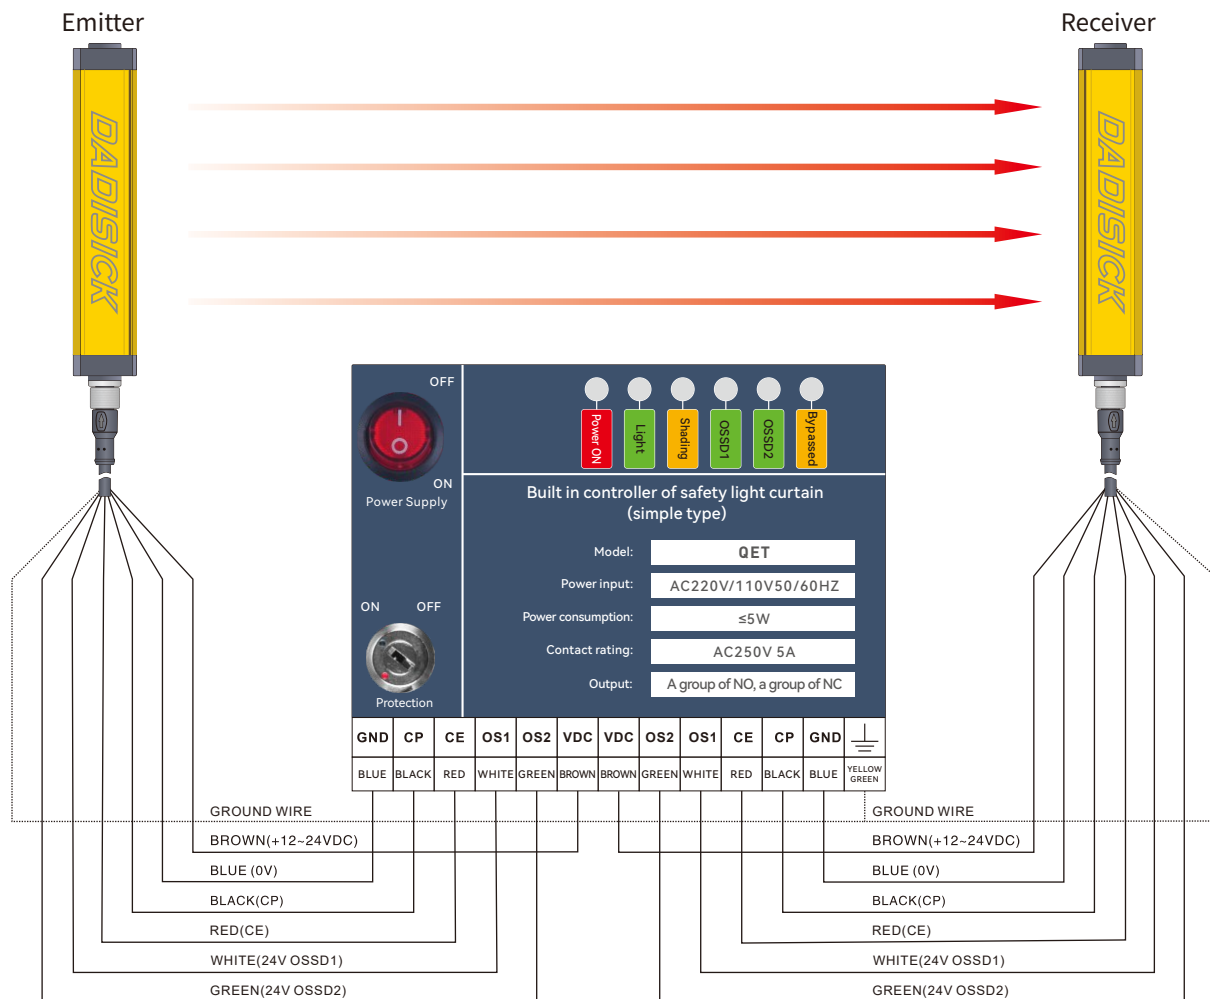 Emitter
Receiver
DADISICK
DADISICK
OFF
ON
Power Supply
ON OFF
Protection
Power ON
Light
Shading
OSSD1
OSSD2
Bypassed
Built in controller of safety light curtain
(simple type)
Model: QET
Power input: AC220V/110V50/60HZ
Power consumption: ≤5W
Contact rating: AC250V 5A
Output: A group of NO, a group of NC
GND CP CE OS1 OS2 VDC VDC OS2 OS1 CE CP GND
BLUE BLACK RED WHITE GREEN BROWN BROWN GREEN WHITE RED BLACK BLUE YELLOW
GREEN
GROUND WIRE GROUND WIRE
BROWN(+12~24VDC) BROWN(+12~24VDC)
BLUE (0V) BLUE (0V)
BLACK(CP) BLACK(CP)
RED(CE) RED(CE)
WHITE(24V OSSD1) WHITE(24V OSSD1)
GREEN(24V OSSD2) GREEN(24V OSSD2)